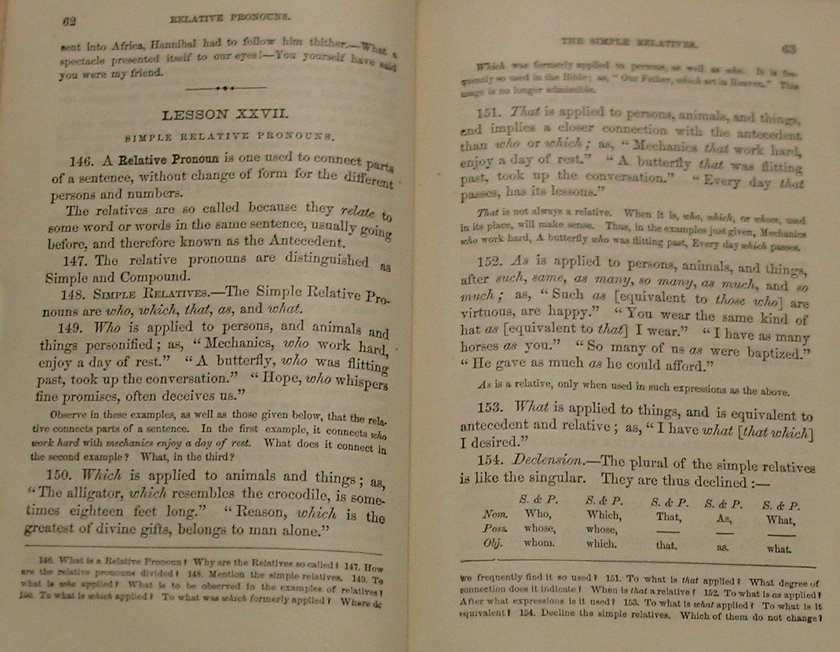 62 RELATIVE PRONOUNS.
sent into Africa, Hannibal had to follow him thither.—What a
spectacle presented itself to our eyes!—You yourself have said
you were my friend.
LESSON XXVII.
SIMPLE RELATIVE PRONOUNS.
146. A Relative Pronoun is one used to connect parts
of a sentence, without change of form for the different
persons and numbers.
The relatives are so called because they relate to
some word or words in the same sentence, usually going
before, and therefore known as the Antecedent.
147. The relative pronouns are distinguished as
Simple and Compound.
148. SIMPLE RELATIVES.—The Simple Relative Pro-
nouns are who, which, that, as, and what.
149. Who is applied to persons, and animals and
things personified; as, "Mechanics, who work hard,
enjoy a day of rest." "A butterfly, who was flitting
past, took up the conversation." "Hope, who whispers
fine promises, often deceives us."
Observe in these examples, as well as those given below, that the rela-
tive connects parts of a sentence. In the first example, it connects who
work hard with mechanics enjoy a day of rest. What does it connect in
the second example? What, in the third?
150. Which is applied to animals and things; as,
"The alligator, which resembles the crocodile, is some-
times eighteen feet long." "Reason, which is the
greatest of divine gifts, belongs to man alone."
146. What is a Relative Pronoun? Why are the Relatives so called? 147. How
are the relative pronouns divided? 148. Mention the simple relatives. 149. To
what is who applied? What is to be observed in the examples of relatives?
150. To what is which applied? To what was which formerly applied? Where do
THE SIMPLE RELATIVES. 63
Which was formerly applied to persons, as well as who. It is fre-
quently so used in the Bible; as, "Our Father, which art in Heaven." This
usage is no longer admissible.
151. That is applied to persons, animals, and things,
and implies a closer connection with the antecedent
than who or which; as, "Mechanics that work hard,
enjoy a day of rest." "A butterfly that was flitting
past, took up the conversation." "Every day that
passes, has its lessons."
That is not always a relative. When it is, who, which, or whom, used
in its place, will make sense. Thus, in the examples just given, Mechanics
who work hard, A butterfly who was flitting past, Every day which passes.
152. As is applied to persons, animals, and things,
after such, same, as many, so many, as much, and so
much; as, "Such as [equivalent to those who] are
virtuous, are happy." "You wear the same kind of
hat as [equivalent to that] I wear." "I have as many
horses as you." "So many of us as were baptized."
"He gave as much as he could afford."
As is a relative, only when used in such expressions as the above.
153. What is applied to things, and is equivalent to
antecedent and relative; as, "I have what [that which]
I desired."
154. Declension.—The plural of the simple relatives
is like the singular. They are thus declined:—
S. & P. S. & P. S. & P. S. & P. S. & P.
Nom. Who, Which, That, As, What,
Poss. whose, whose, — — —
Obj. whom. which. that. as. what.
we frequently find it so used? 151. To what is that applied? What degree of
connection does it indicate? When is that a relative? 152. To what is as applied?
After what expressions is it used? 153. To what is what applied? To what is it
equivalent? 154. Decline the simple relatives. Which of them do not change?